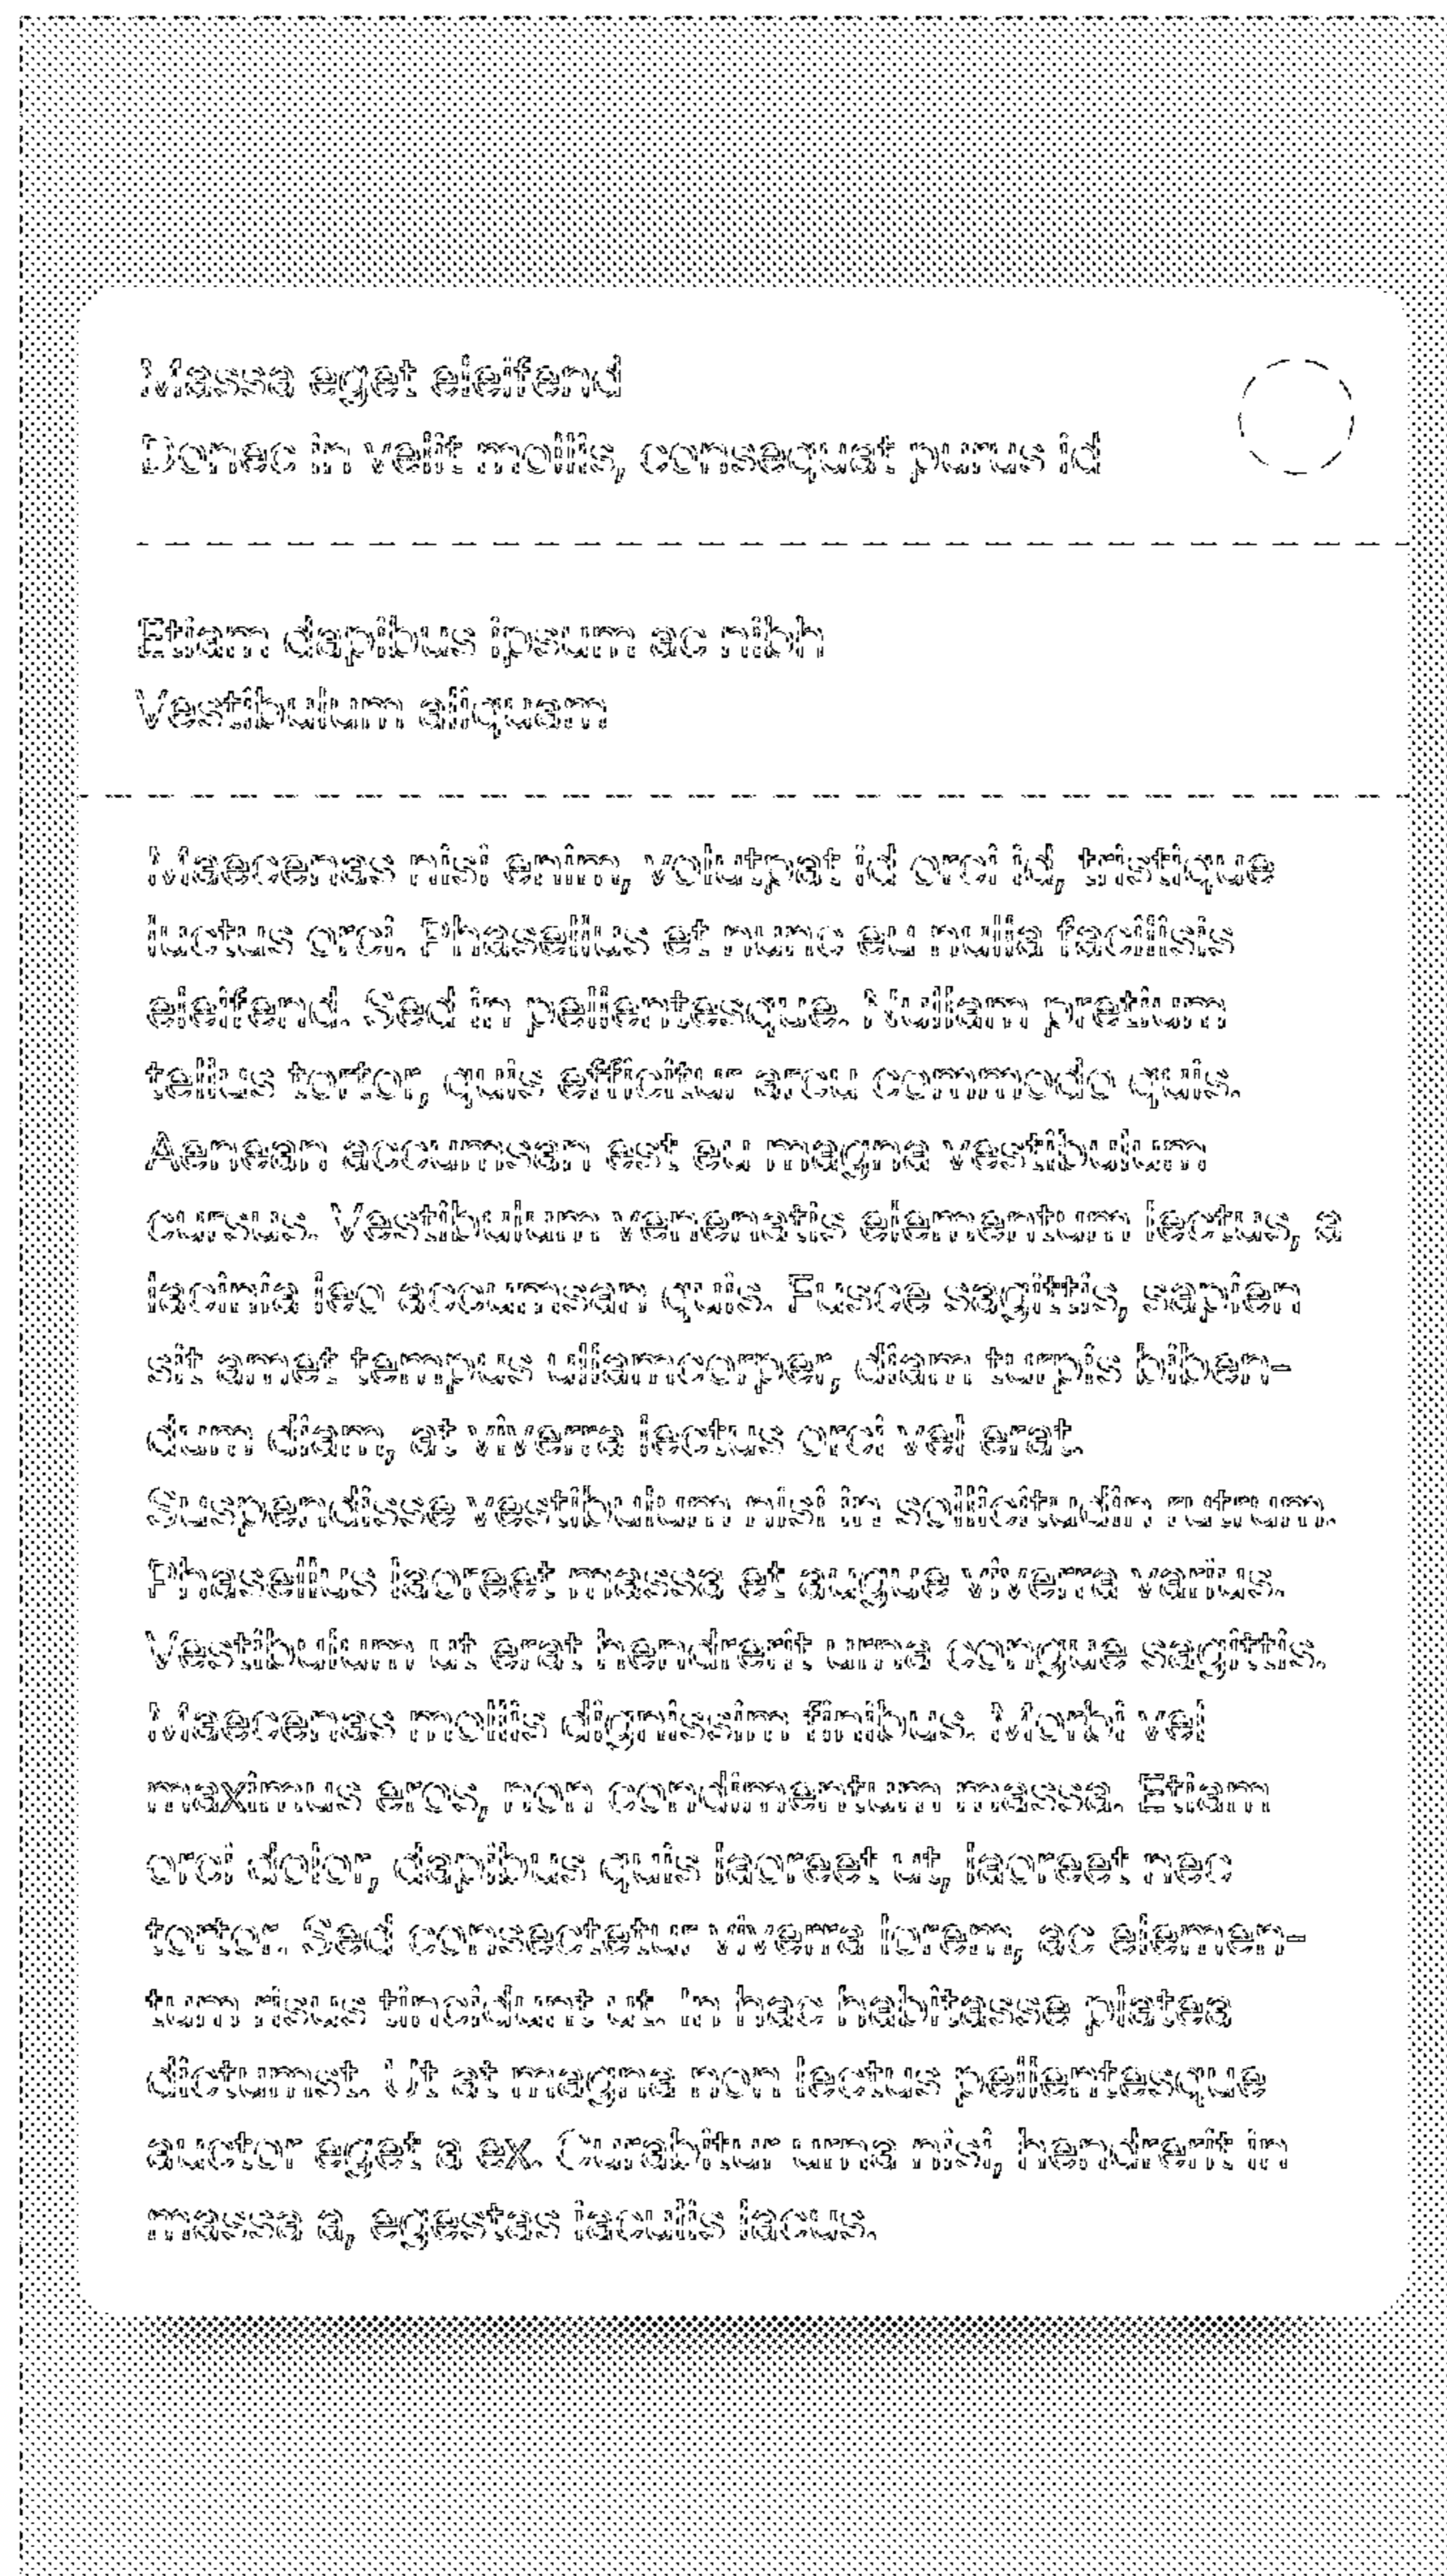 Massa eget eleifend
Donec in velit mollis, consequat purus id
Etiam dapibus ipsum ac nibh
Vestibulum aliquam
Maecenas nisi enim, volutpat id orci id, tristique
luctus orci. Phasellus et nunc eu nulla facilisis
eleifend. Sed in pellentesque. Nullam pretium
tellus tortor, quis efficitur arcu commodo quis.
Aenean accumsan est eu magna vestibulum
cursus. Vestibulum venenatis elementum lectus, a
lacinia leo accumsan quis. Fusce sagittis, sapien
sit amet tempus ullamcorper, diam turpis biben-
dum diam, at viverra lectus orci vel erat.
Suspendisse vestibulum nisi in sollicitudin rutrum.
Phasellus laoreet massa et augue viverra varius.
Vestibulum ut erat hendrerit urna congue sagittis.
Maecenas mollis dignissim finibus. Morbi vel
maximus eros, non condimentum massa. Etiam
orci dolor, dapibus quis laoreet ut, laoreet nec
tortor. Sed consectetur viverra lorem, ac elemen-
tum risus tincidunt ut. In hac habitasse platea
dictumst. Ut at magna non lectus pellentesque
auctor eget a ex. Curabitur urna nisi, hendrerit in
massa a, egestas iaculis lacus.